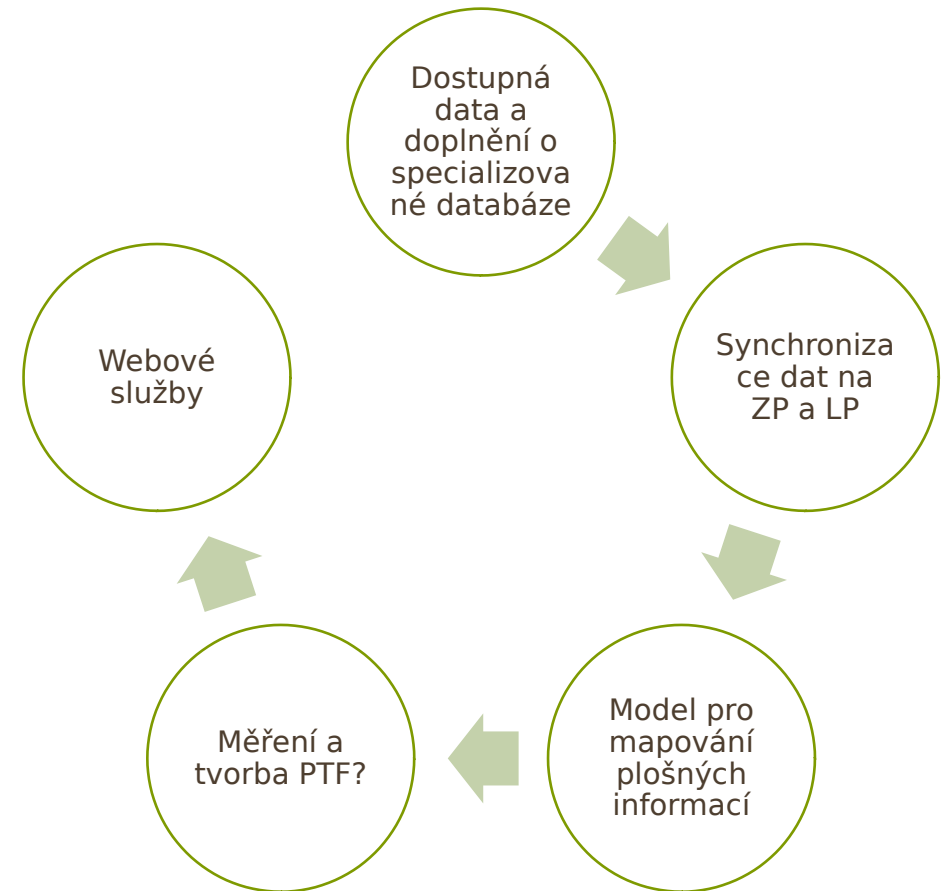 Dostupná
data a
doplnění o
specializova
né databáze
Synchroniza
ce dat na
ZP a LP
Model pro
mapování
plošných
informací
Měření a
tvorba PTF?
Webové
služby